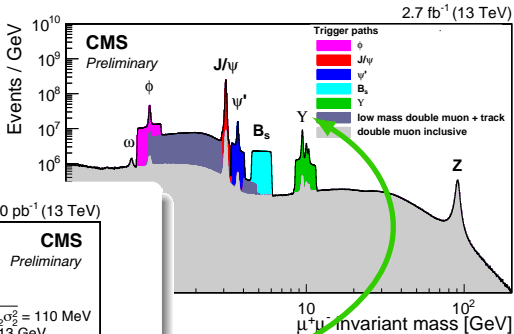 2.7 fb⁻¹ (13 TeV)
Events / GeV
10¹⁰
10⁹
10⁸
10⁷
10⁶
CMS
Preliminary
Trigger paths
ϕ
J/ψ
ψ'
Bₛ
Υ
low mass double muon + track
double muon inclusive
ω
ϕ
J/ψ
ψ'
Bₛ
Υ
Z
10
10²
μ⁺μ⁻ invariant mass [GeV]
0 pb⁻¹ (13 TeV)
CMS
Preliminary
₂σ₂² = 110 MeV